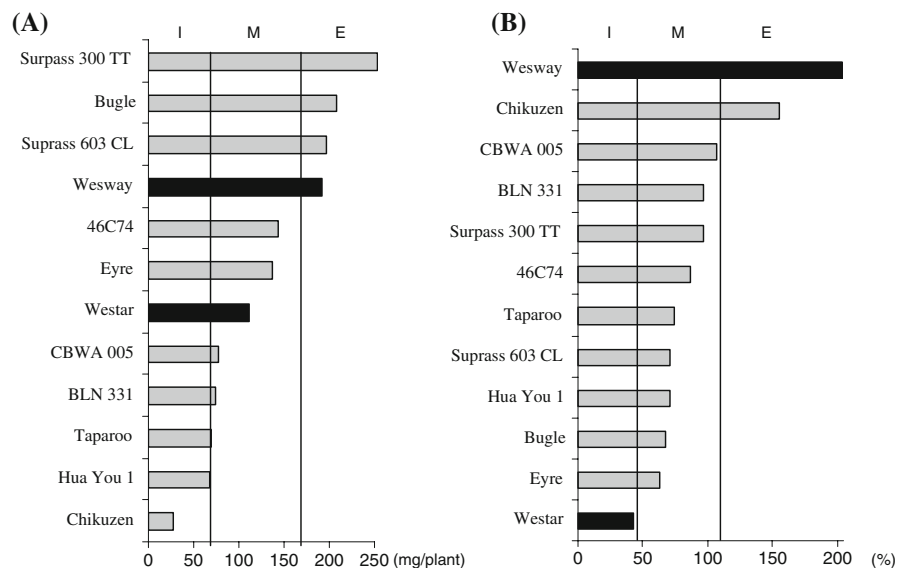 (A)
I M E
Surpass 300 TT
Bugle
Suprass 603 CL
Wesway
46C74
Eyre
Westar
CBWA 005
BLN 331
Taparoo
Hua You 1
Chikuzen
0 50 100 150 200 250 (mg/plant)
(B)
I M E
Wesway
Chikuzen
CBWA 005
BLN 331
Surpass 300 TT
46C74
Taparoo
Suprass 603 CL
Hua You 1
Bugle
Eyre
Westar
0 50 100 150 200 (%)